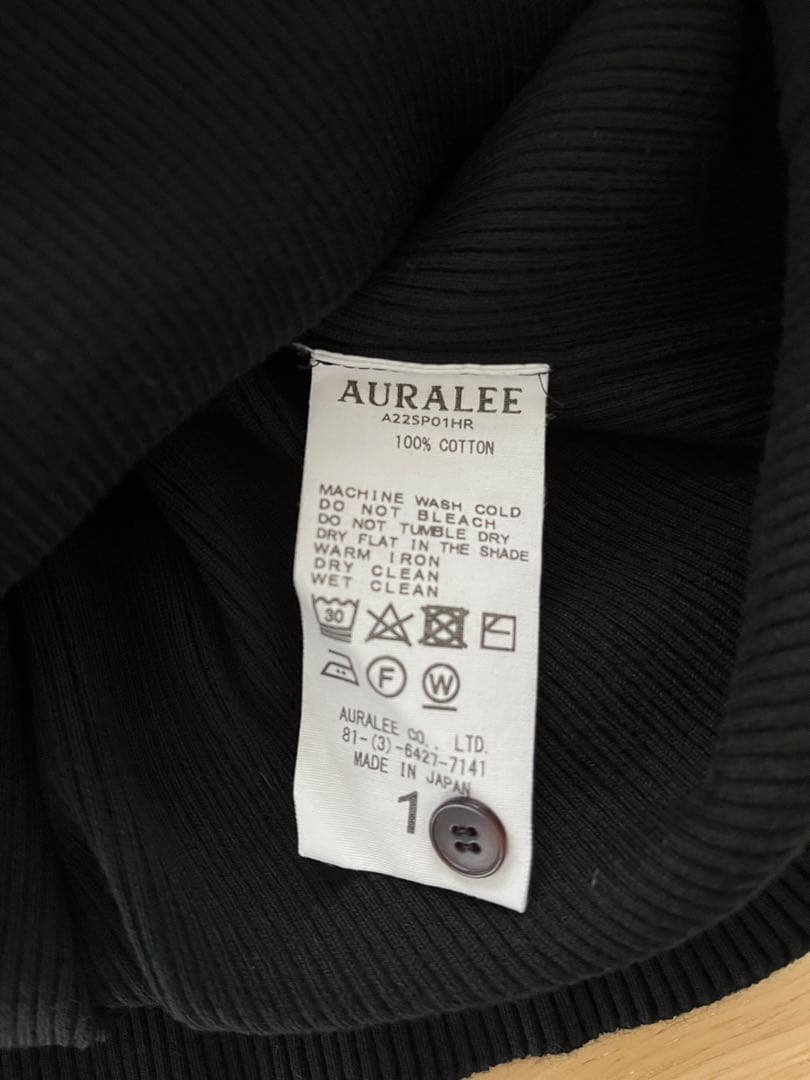 AURALEE
A22SP01HR
100% COTTON
MACHINE WASH COLD
DO NOT BLEACH
DO NOT TUMBLE DRY
DRY FLAT IN THE SHADE
WARM IRON
DRY CLEAN
WET CLEAN
30
F W
AURALEE CO., LTD.
81-(3)-6427-7141
MADE IN JAPAN
1